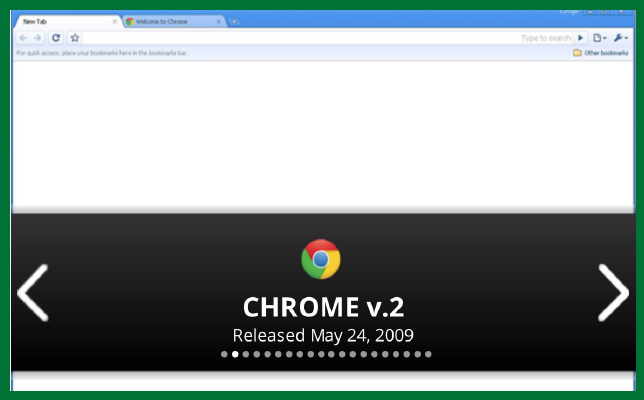 Google
New Tab
Welcome to Chrome
Type to search
For quick access, place your bookmarks here in the bookmarks bar.
Other bookmarks
CHROME v.2
Released May 24, 2009